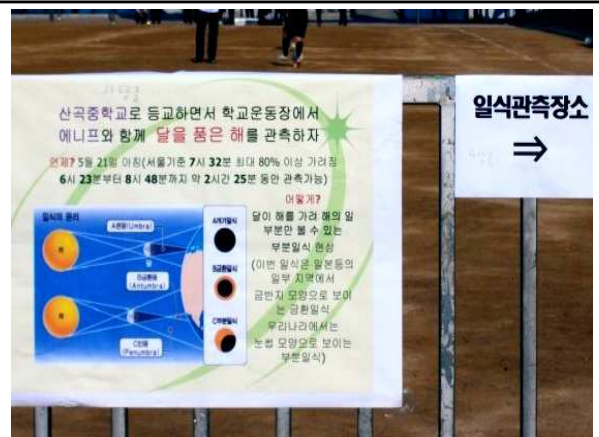 산곡중학교로 등교하면서 학교운동장에서
에니프와 함께 달을 품은 해를 관측하자
언제? 5월 21일 아침(서울기준 7시 32분 최대 80% 이상 가려짐
6시 23분부터 8시 48분까지 약 2시간 25분 동안 관측가능)
일식의 원리
해
A본영(Umbra)
달
B금환영
(Antumbra)
해
C반영
(Penumbra)
A개기일식
B금환일식
C부분일식
어떻게?
달이 해를 가려 해의 일
부분만 볼 수 있는
부분일식 현상
(이번 일식은 일본등의
일부 지역에서
금반지 모양으로 보이
는 금환일식
우리나라에서는
눈썹 모양으로 보이는
부분일식)
일식관측장소
⇒